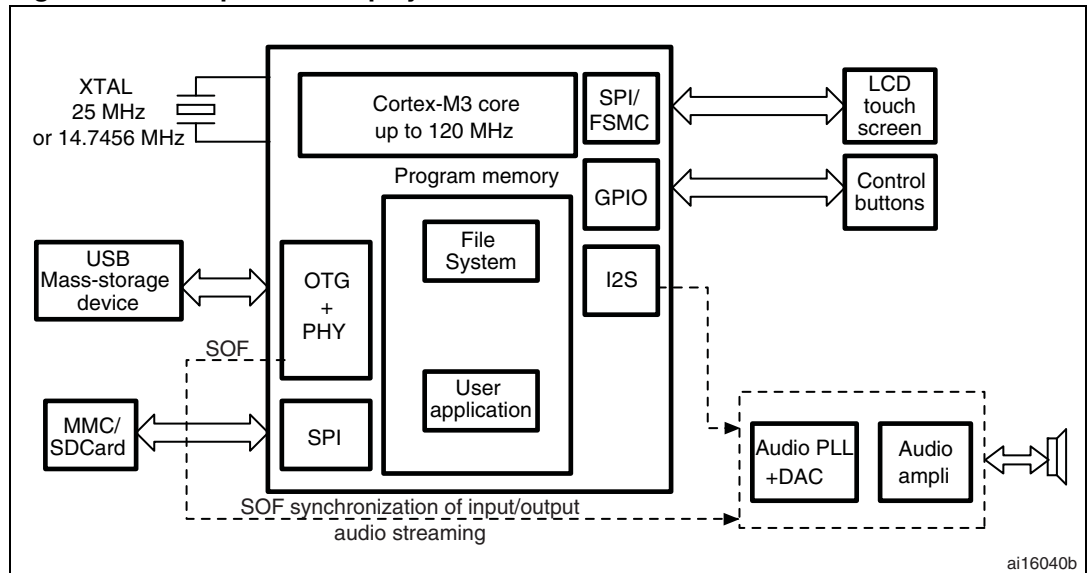 XTAL
25 MHz
or 14.7456 MHz
Cortex-M3 core
up to 120 MHz
SPI/
FSMC
LCD
touch
screen
Program memory
GPIO
Control
buttons
File
System
USB
Mass-storage
device
OTG
+
PHY
I2S
SOF
User
application
MMC/
SDCard
SPI
Audio PLL
+DAC
Audio
ampli
SOF synchronization of input/output
audio streaming
ai16040b